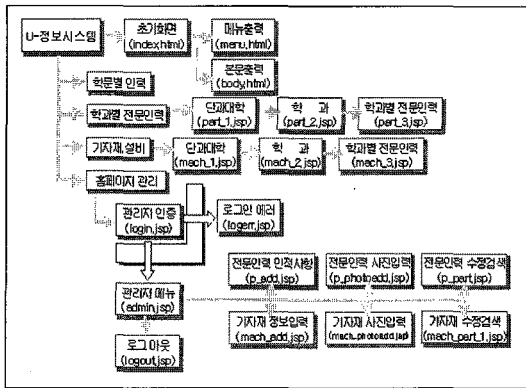 U-정보시스템
초기화면
(index.html)
메뉴출력
(menu.html)
본문출력
(body.html)
학문별 인력
학과별 전문인력
단과대학
(part_1.jsp)
학 과
(part_2.jsp)
학과별 전문인력
(part_3.jsp)
기자재,설비
단과대학
(mach_1.jsp)
학 과
(mach_2.jsp)
학과별 전문인력
(mach_3.jsp)
홈페이지 관리
관리자 인증
(login.jsp)
로그인 에러
(logerr.jsp)
관리자 메뉴
(admin.jsp)
로그 아웃
(logout.jsp)
전문인력 인적사항
(p_add.jsp)
전문인력 사진입력
(p_photoadd.jsp)
전문인력 수정검색
(p_part.jsp)
기자재 정보입력
(mach_add.jsp)
기자재 사진입력
(mach_photoadd.jsp)
기자재 수정검색
(mach_part_1.jsp)